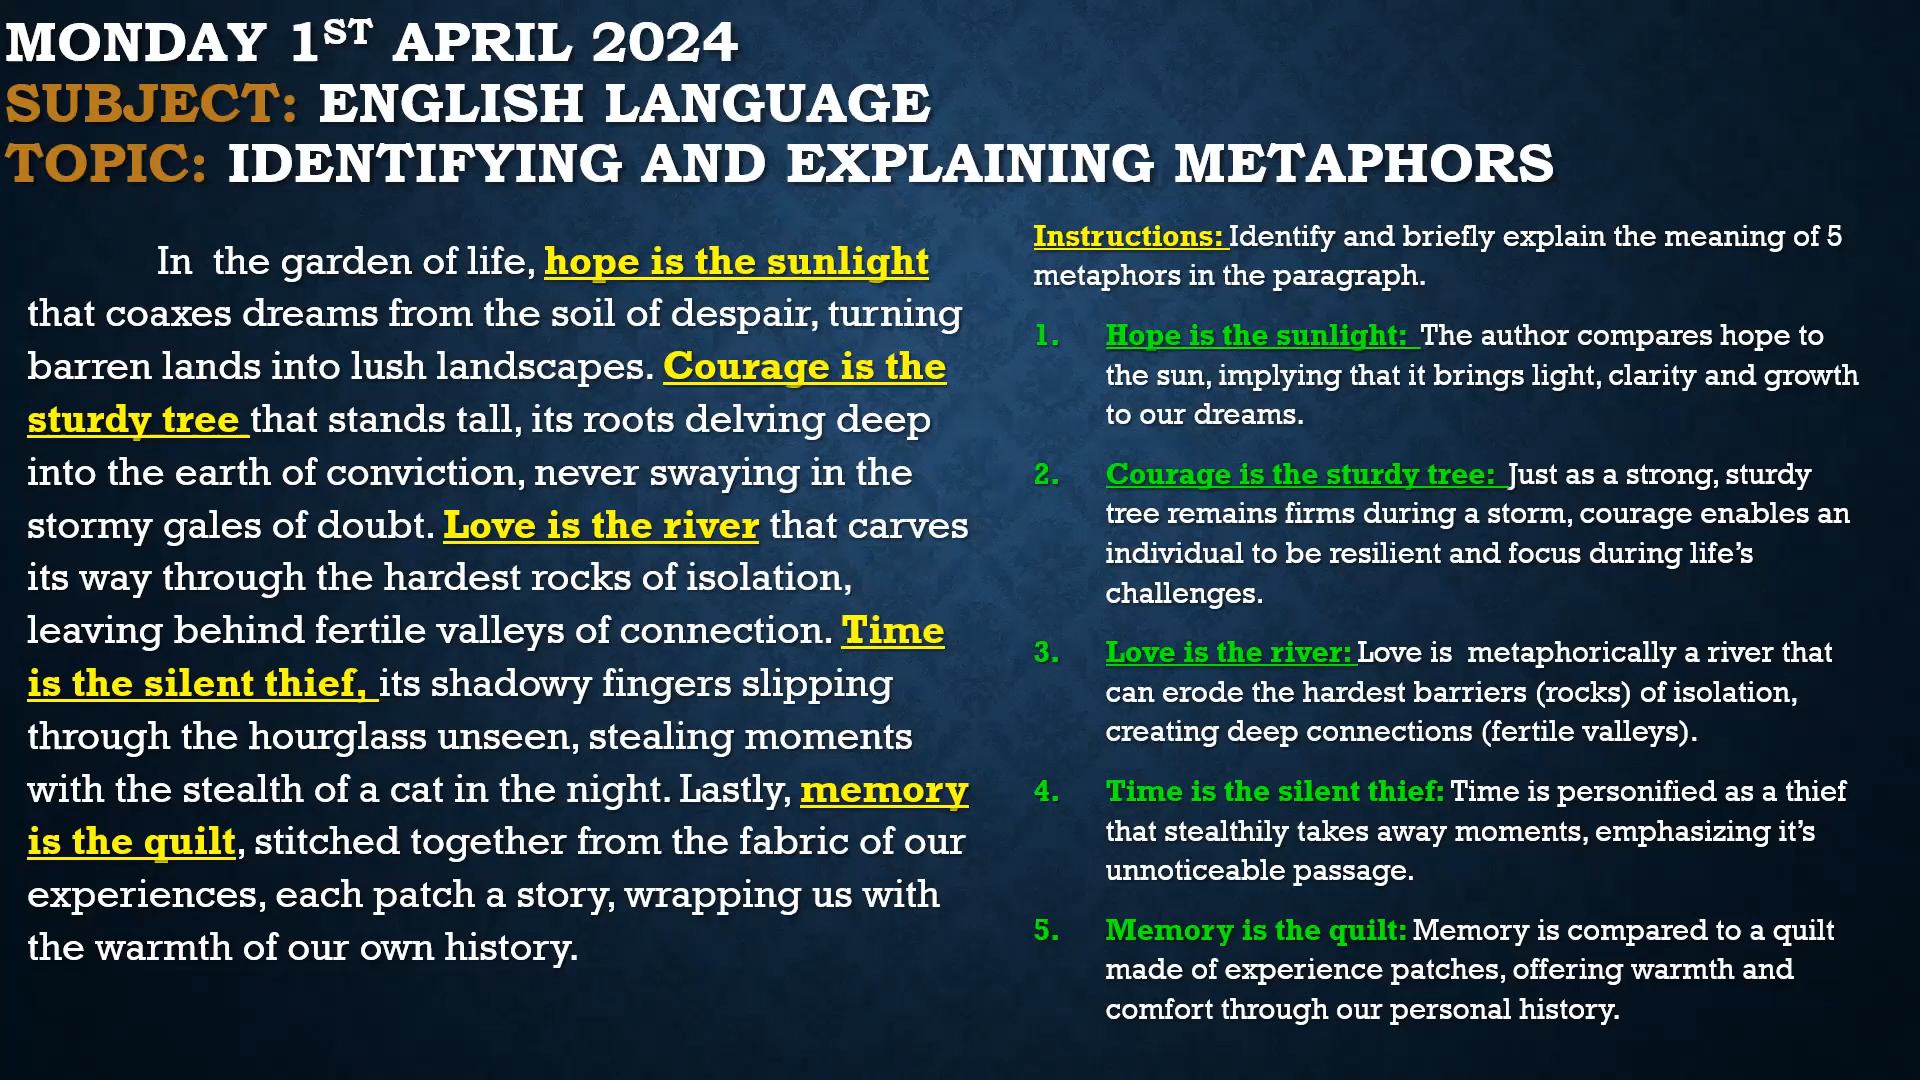 MONDAY 1ST APRIL 2024
SUBJECT: ENGLISH LANGUAGE
TOPIC: IDENTIFYING AND EXPLAINING METAPHORS
In the garden of life, hope is the sunlight
that coaxes dreams from the soil of despair, turning
barren lands into lush landscapes. Courage is the
sturdy tree that stands tall, its roots delving deep
into the earth of conviction, never swaying in the
stormy gales of doubt. Love is the river that carves
its way through the hardest rocks of isolation,
leaving behind fertile valleys of connection. Time
is the silent thief, its shadowy fingers slipping
through the hourglass unseen, stealing moments
with the stealth of a cat in the night. Lastly, memory
is the quilt, stitched together from the fabric of our
experiences, each patch a story, wrapping us with
the warmth of our own history.
Instructions: Identify and briefly explain the meaning of 5
metaphors in the paragraph.
1. Hope is the sunlight: The author compares hope to
the sun, implying that it brings light, clarity and growth
to our dreams.
2. Courage is the sturdy tree: Just as a strong, sturdy
tree remains firms during a storm, courage enables an
individual to be resilient and focus during life's
challenges.
3. Love is the river: Love is metaphorically a river that
can erode the hardest barriers (rocks) of isolation,
creating deep connections (fertile valleys).
4. Time is the silent thief: Time is personified as a thief
that stealthily takes away moments, emphasizing it's
unnoticeable passage.
5. Memory is the quilt: Memory is compared to a quilt
made of experience patches, offering warmth and
comfort through our personal history.